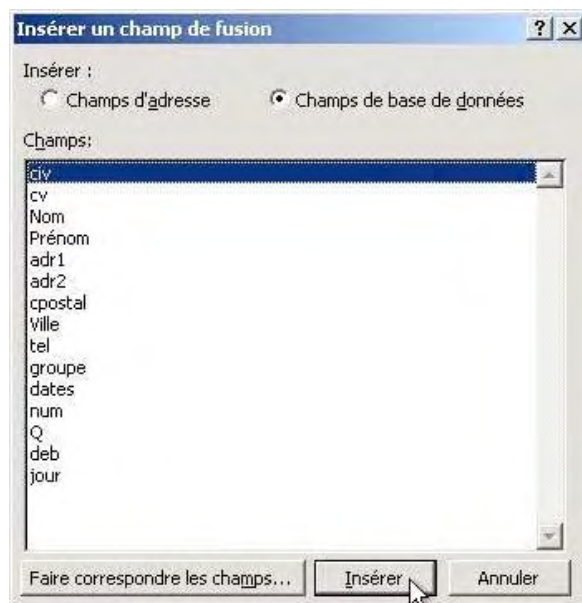 Insérer un champ de fusion
Insérer :
Champs d'adresse Champs de base de données
Champs:
civ
cv
Nom
Prénom
adr1
adr2
cpostal
Ville
tel
groupe
dates
num
Q
deb
jour
Faire correspondre les champs... Insérer Annuler